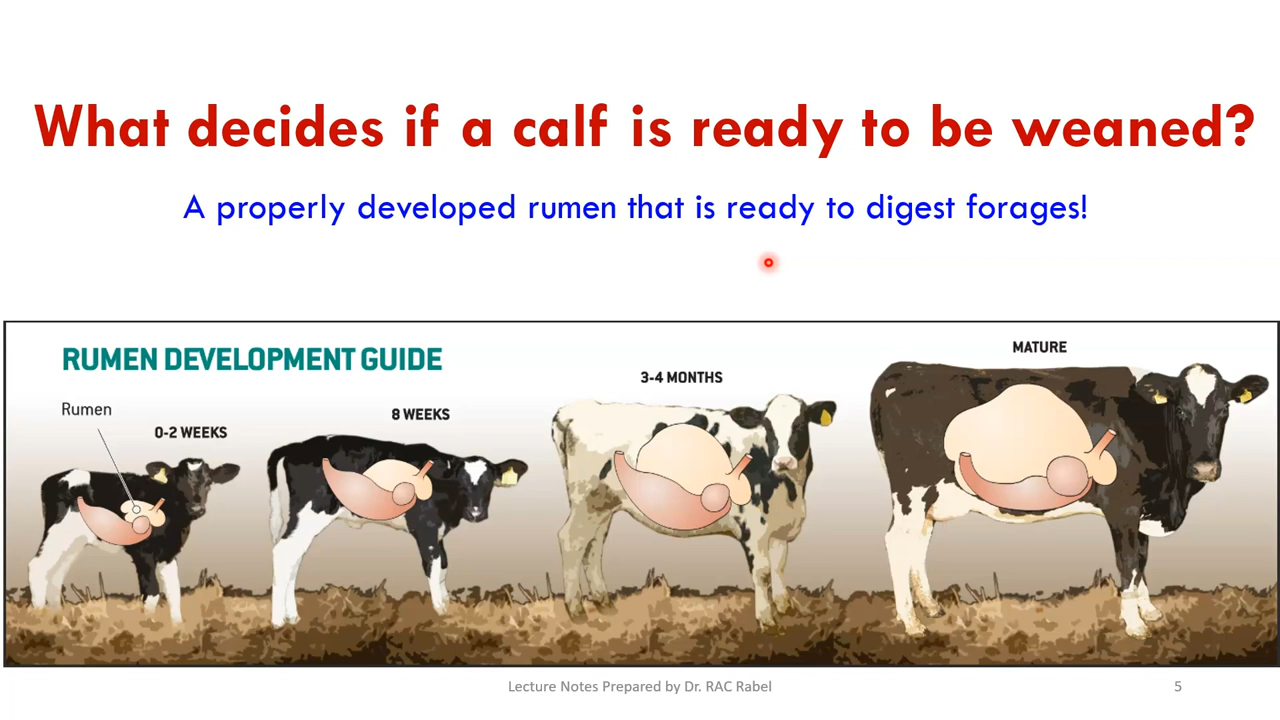 What decides if a calf is ready to be weaned?
A properly developed rumen that is ready to digest forages!
RUMEN DEVELOPMENT GUIDE
Rumen
0-2 WEEKS
8 WEEKS
3-4 MONTHS
MATURE
Lecture Notes Prepared by Dr. RAC Rabel
5